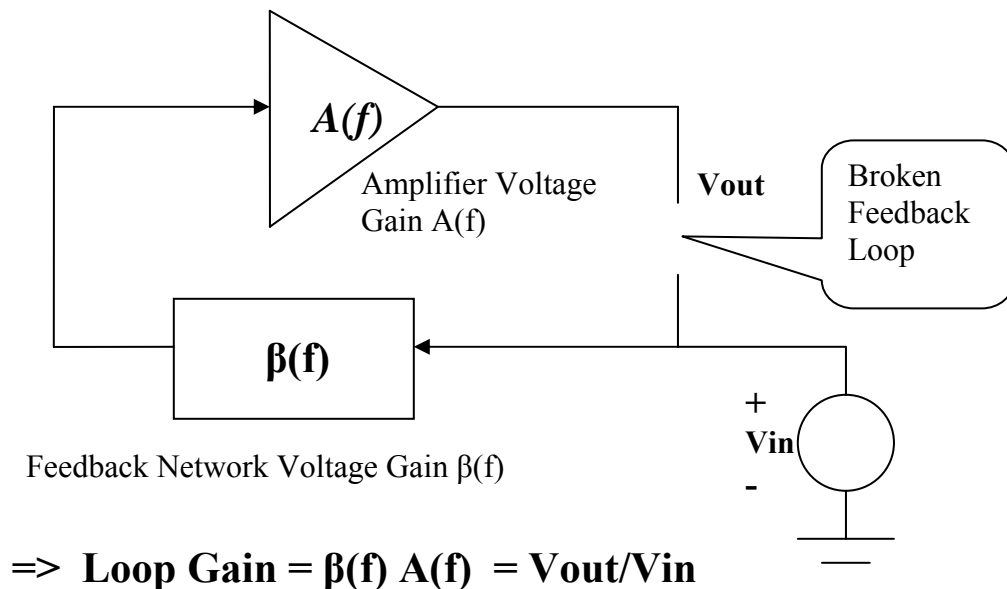 A(f)
Amplifier Voltage
Gain A(f)
Vout
Broken
Feedback
Loop
β(f)
+
Vin
-
Feedback Network Voltage Gain β(f)
=> Loop Gain = β(f) A(f) = Vout/Vin